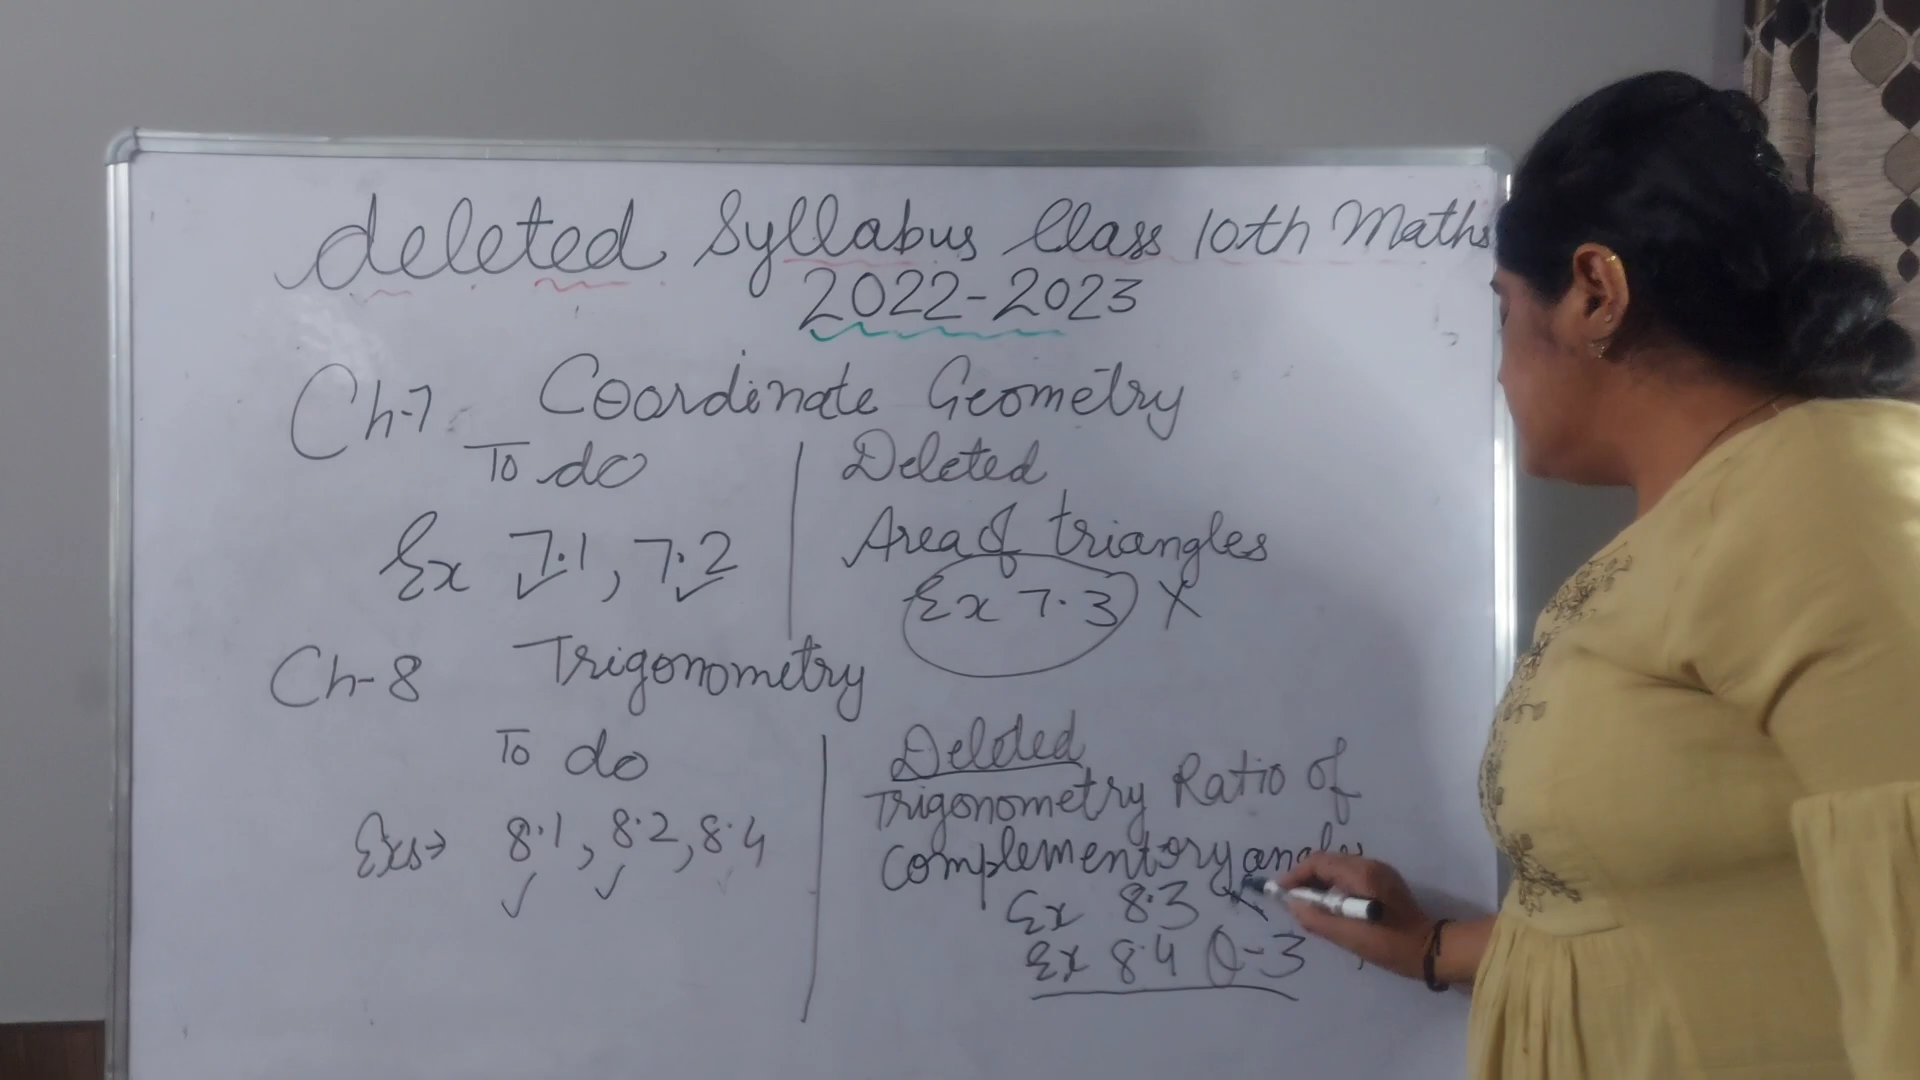 deleted Syllabus Class 10th Maths
2022-2023
Ch-7 Coordinate Geometry
To do
Ex 7.1, 7.2
Deleted
Area of triangles
Ex 7.3 X
Ch-8 Trigonometry
To do
Exs→ 8.1, 8.2, 8.4
Deleted
Trigonometry Ratio of
Complementory angles
Ex 8.3 X
Ex 8.4 Q-3